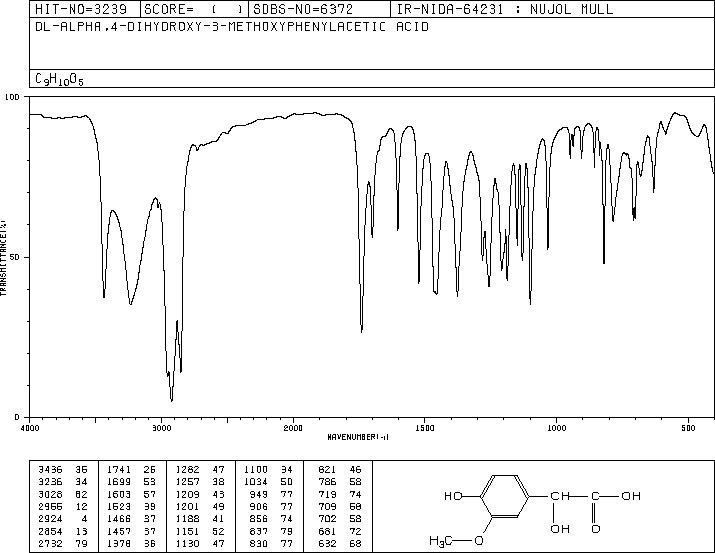 HIT-NO=3239 SCORE= ( ) SDBS-NO=6372 IR-NIDA-64231 : NUJOL MULL
DL-ALPHA,4-DIHYDROXY-3-METHOXYPHENYLACETIC ACID
C9H10O5
100
TRANSMITTANCE(%)
50
0
4000 3000 2000 1500 1000 500
WAVENUMBER(-1)
3436 36 1741 26 1282 47 1100 34 821 46
3236 34 1699 53 1257 38 1034 50 786 58
3028 62 1603 57 1209 43 949 77 719 74
2955 12 1523 39 1201 49 906 77 709 58
2924 4 1466 37 1188 41 856 74 702 58
2854 13 1457 37 1151 52 837 79 681 72
2732 79 1378 36 1130 47 830 77 632 68
HO CH C OH
OH O
H3C O